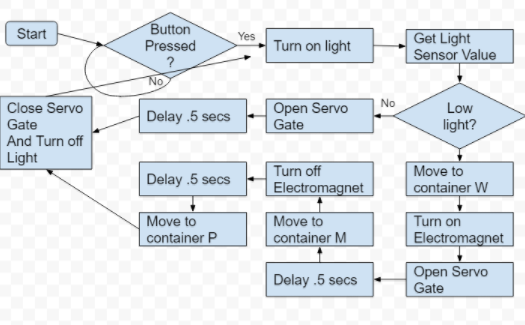 Start
Button
Pressed
?
Yes
No
Turn on light
Get Light
Sensor Value
Low
light?
No
Open Servo
Gate
Delay .5 secs
Close Servo
Gate
And Turn off
Light
Move to
container W
Turn on
Electromagnet
Open Servo
Gate
Delay .5 secs
Move to
container M
Turn off
Electromagnet
Delay .5 secs
Move to
container P